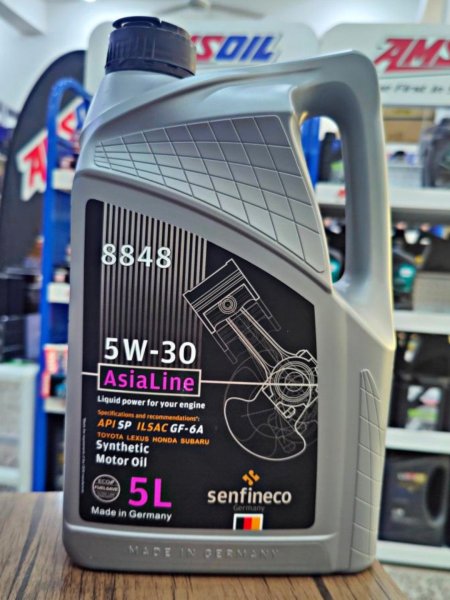 AMSOIL
AMSOIL
8848
5W-30
AsiaLine
Liquid power for your engine
Specifications and recommendations*:
API SP ILSAC GF-6A
TOYOTA LEXUS HONDA SUBARU
Synthetic
Motor Oil
5L
Made in Germany
senfineco
Germany
MADE IN GERMANY